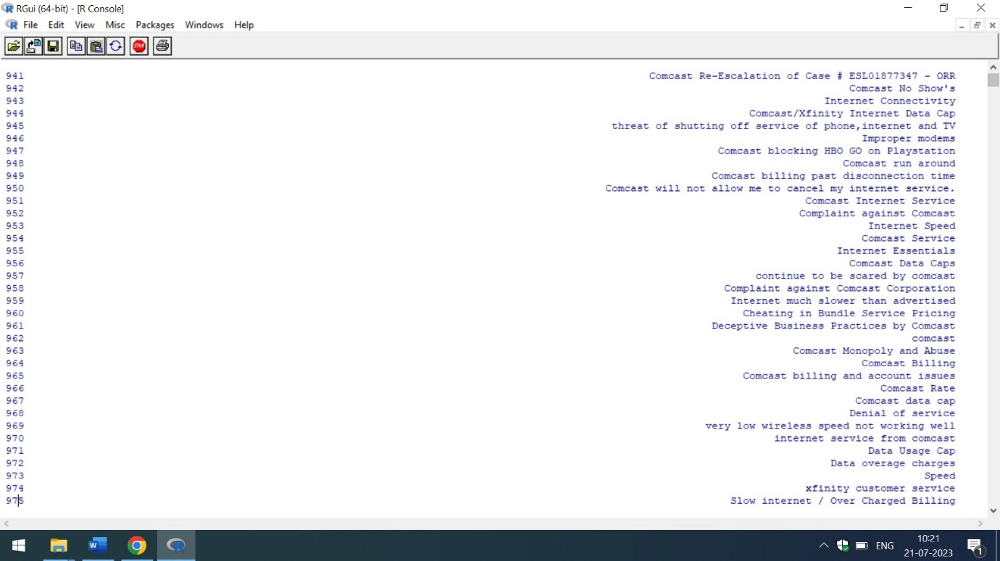 RGui (64-bit) - [R Console]
File Edit View Misc Packages Windows Help
STOP
941 Comcast Re-Escalation of Case # ESL01877347 - ORR
942 Comcast No Show's
943 Internet Connectivity
944 Comcast/Xfinity Internet Data Cap
945 threat of shutting off service of phone,internet and TV
946 Improper modems
947 Comcast blocking HBO GO on Playstation
948 Comcast run around
949 Comcast billing past disconnection time
950 Comcast will not allow me to cancel my internet service.
951 Comcast Internet Service
952 Complaint against Comcast
953 Internet Speed
954 Comcast Service
955 Internet Essentials
956 Comcast Data Caps
957 continue to be scared by comcast
958 Complaint against Comcast Corporation
959 Internet much slower than advertised
960 Cheating in Bundle Service Pricing
961 Deceptive Business Practices by Comcast
962 comcast
963 Comcast Monopoly and Abuse
964 Comcast Billing
965 Comcast billing and account issues
966 Comcast Rate
967 Comcast data cap
968 Denial of service
969 very low wireless speed not working well
970 internet service from comcast
971 Data Usage Cap
972 Data overage charges
973 Speed
974 xfinity customer service
975 Slow internet / Over Charged Billing
W
R
ENG
10:21
21-07-2023
1